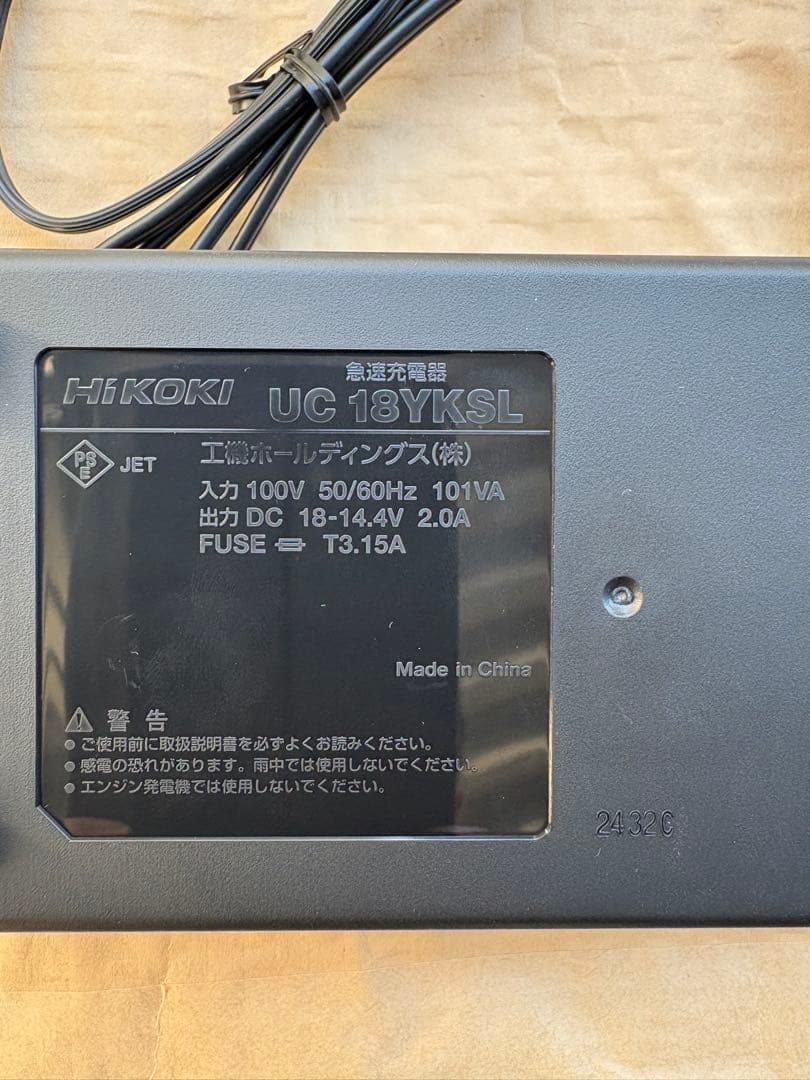 急速充電器
HiKOKI UC 18YKSL
PS E JET 工機ホールディングス(株)
入力 100V 50/60Hz 101VA
出力 DC 18-14.4V 2.0A
FUSE T3.15A
Made in China
警告
● ご使用前に取扱説明書を必ずよくお読みください。
● 感電の恐れがあります。雨中では使用しないでください。
● エンジン発電機では使用しないでください。
2432C